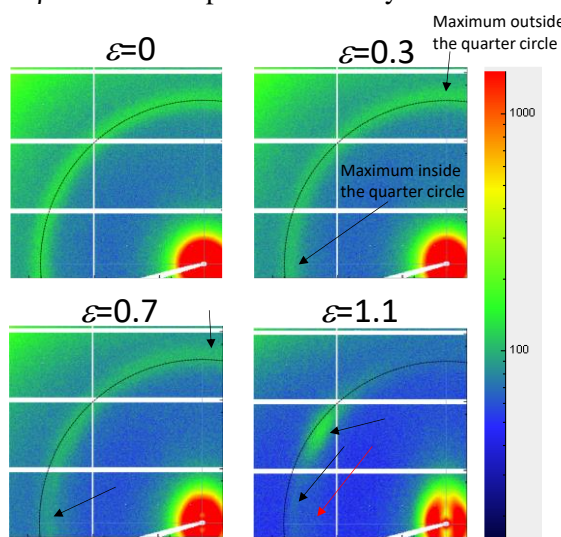 Maximum outside
the quarter circle
ε=0
ε=0.3
1000
Maximum inside
the quarter circle
ε=0.7
ε=1.1
100